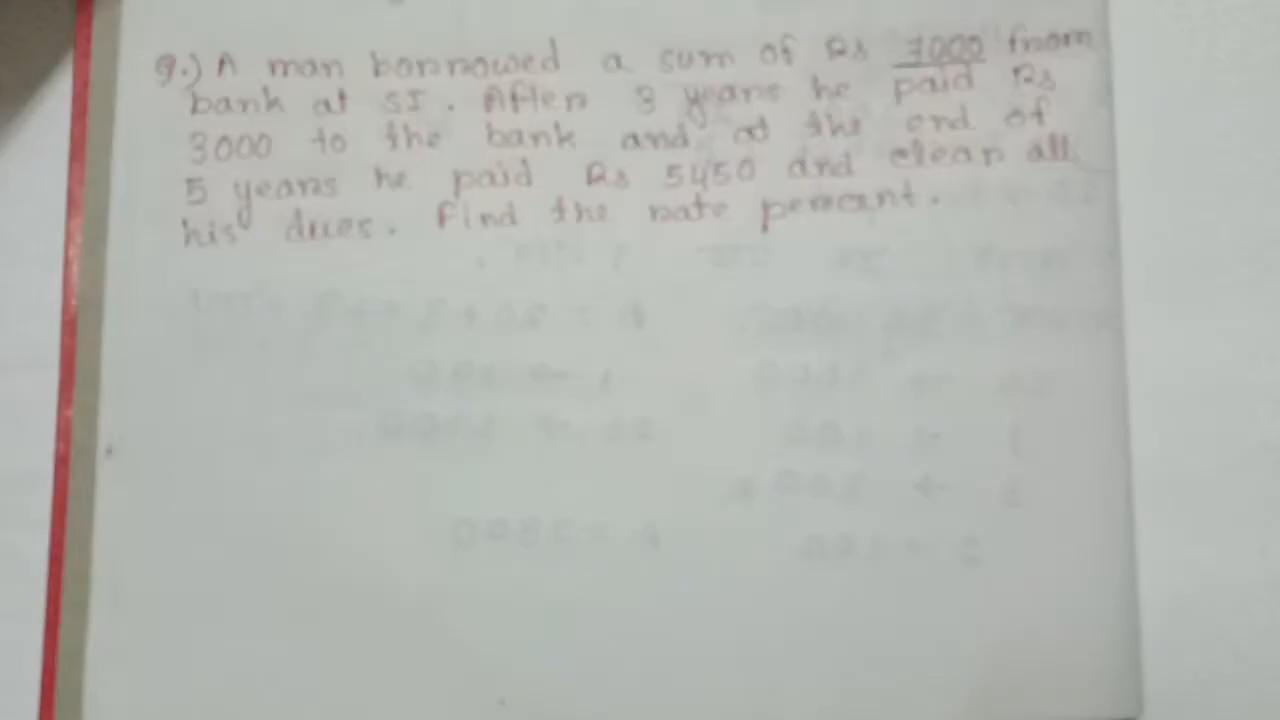 9.) A man borrowed a sum of Rs 7000 from
bank at SI. After 3 years he paid Rs
3000 to the bank and at the end of
5 years he paid Rs 5450 and clear all
his dues. Find the rate percent.